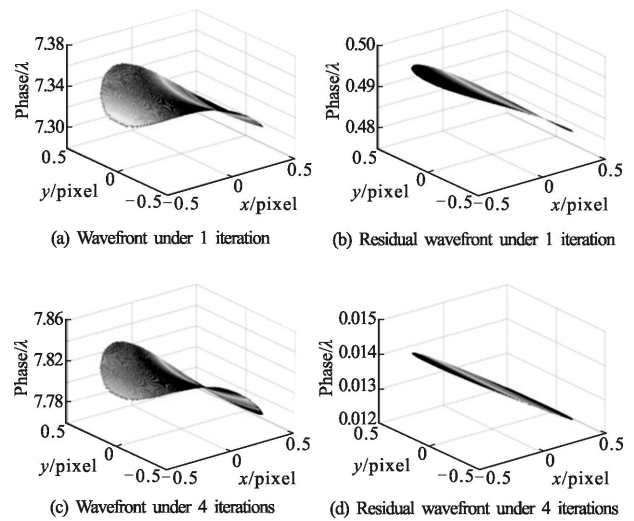 7.38
7.34
7.30
Phase/λ
0.5
0
−0.5
y/pixel
−0.5
0
0.5
x/pixel
(a) Wavefront under 1 iteration
0.50
0.49
0.48
Phase/λ
0.5
0
−0.5
y/pixel
−0.5
0
0.5
x/pixel
(b) Residual wavefront under 1 iteration
7.86
7.82
7.78
Phase/λ
0.5
0
−0.5
y/pixel
−0.5
0
0.5
x/pixel
(c) Wavefront under 4 iterations
0.015
0.014
0.013
0.012
Phase/λ
0.5
0
−0.5
y/pixel
−0.5
0
0.5
x/pixel
(d) Residual wavefront under 4 iterations